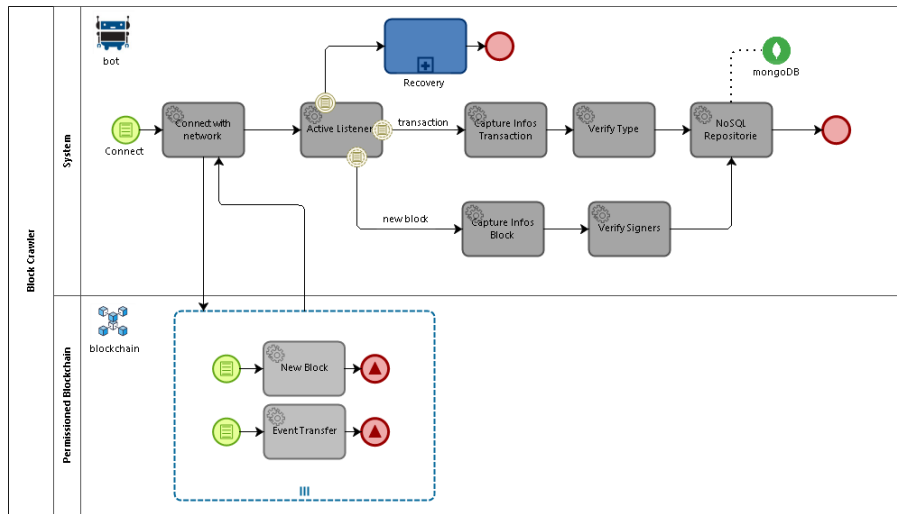 Block Crawler
System
bot
Connect
Connect with
network
Active Listener
Recovery
transaction
Capture Infos
Transaction
Verify Type
NoSQL
Repositorie
mongoDB
new block
Capture Infos
Block
Verify Signers
Permissioned Blockchain
blockchain
New Block
Event Transfer